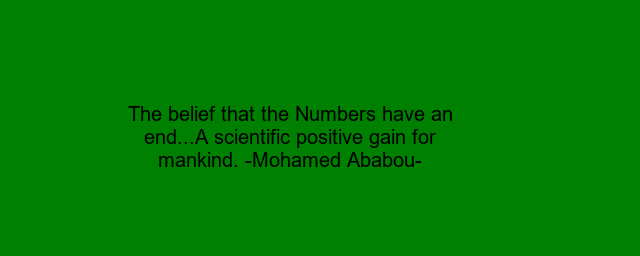 The belief that the Numbers have an
end...A scientific positive gain for
mankind. -Mohamed Ababou-